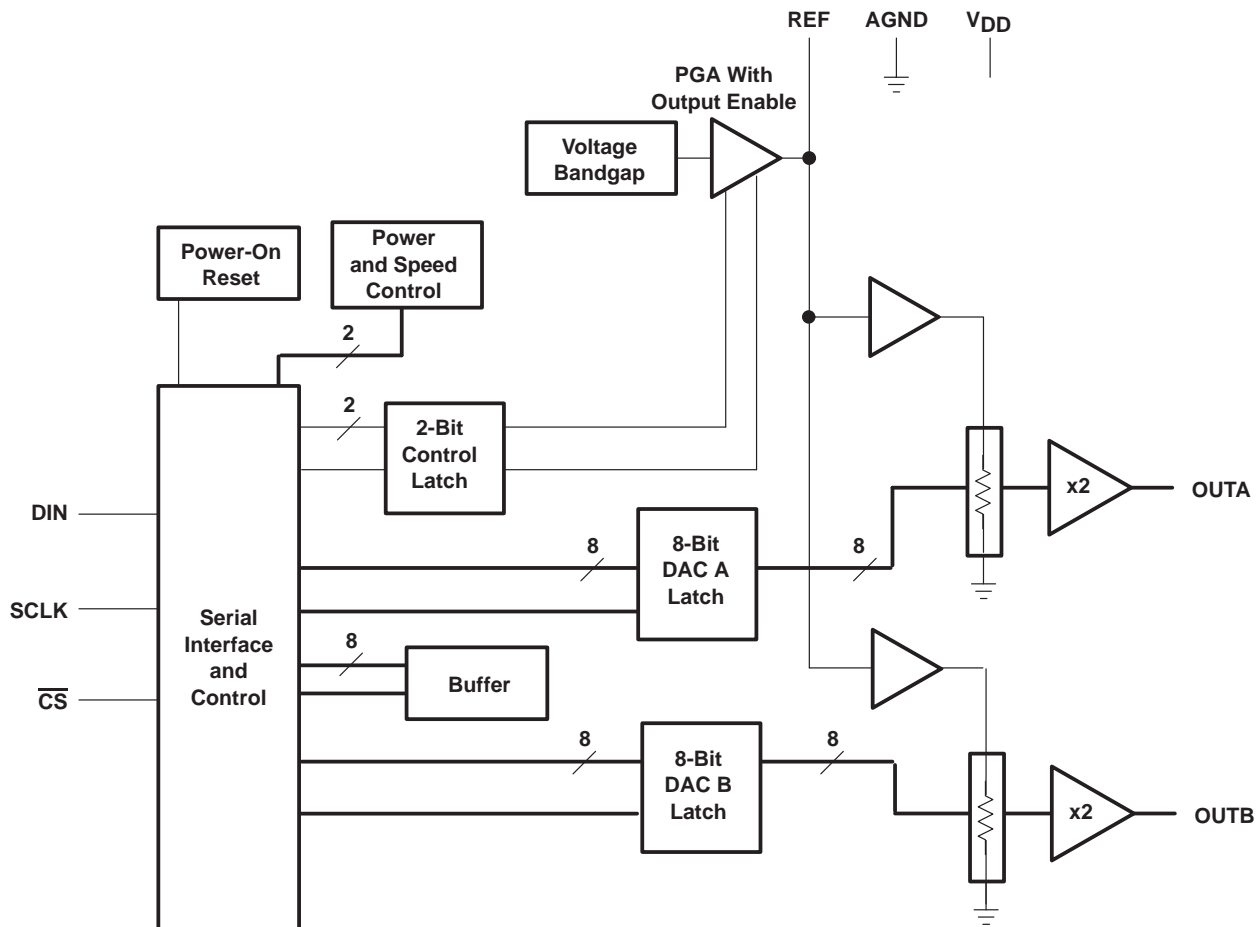 REF AGND VDD
PGA With
Output Enable
Voltage
Bandgap
Power-On
Reset
Power
and Speed
Control
2
2
2-Bit
Control
Latch
x2
OUTA
DIN
8
8-Bit
DAC A
Latch
8
SCLK
Serial
Interface
and
Control
8
Buffer
CS
8
8-Bit
DAC B
Latch
8
x2
OUTB